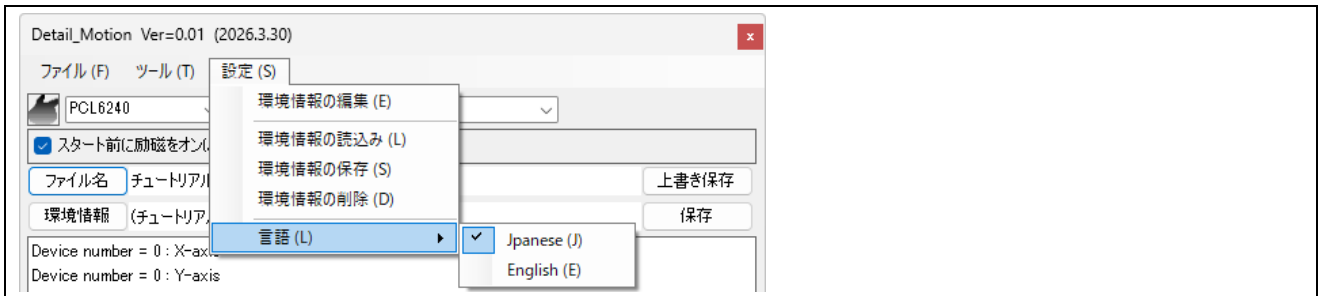 Detail_Motion Ver=0.01 (2026.3.30)
x
ファイル (F) ツール (T) 設定 (S)
PCL6240
環境情報の編集 (E)
環境情報の読込み (L)
環境情報の保存 (S)
環境情報の削除 (D)
言語 (L)
Jpanese (J)
English (E)
スタート前に励磁をオン(
ファイル名 チュートリアル 上書き保存
環境情報 (チュートリア 保存
Device number = 0 : X-axis
Device number = 0 : Y-axis